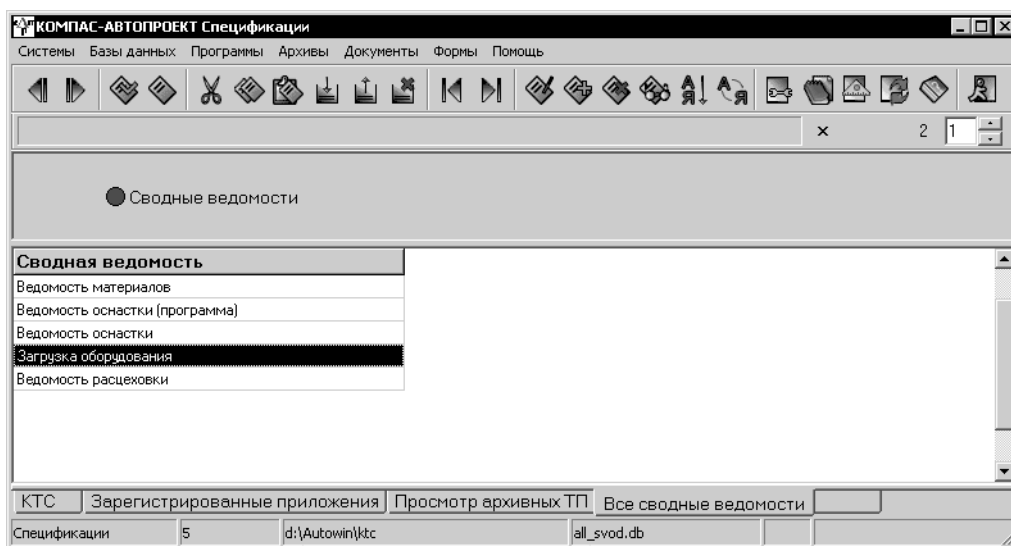 КОМПАС-АВТОПРОЕКТ Спецификации
Системы Базы данных Программы Архивы Документы Формы Помощь
× 2 1
Сводные ведомости
Сводная ведомость
Ведомость материалов
Ведомость оснастки (программа)
Ведомость оснастки
Загрузка оборудования
Ведомость расцеховки
КТС Зарегистрированные приложения Просмотр архивных ТП Все сводные ведомости
Спецификации 5 d:\Autowin\ktc all_svod.db